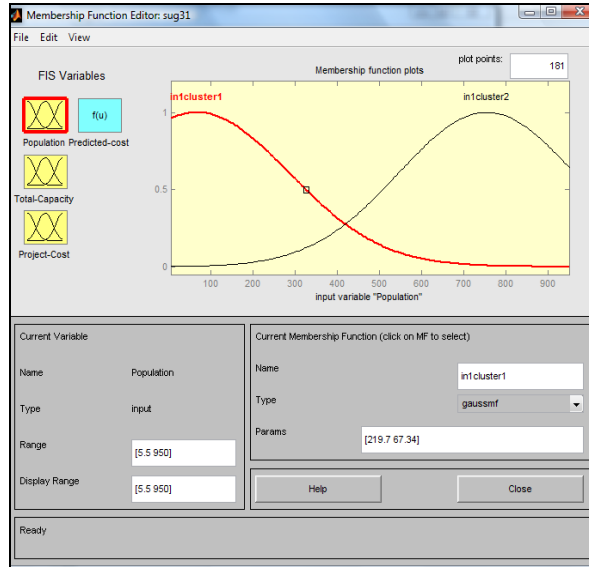 Membership Function Editor: sug31
File Edit View
FIS Variables
f(u)
Population Predicted-cost
Total-Capacity
Project-Cost
plot points:
181
Membership function plots
in1cluster1
in1cluster2
1
0.5
0
100 200 300 400 500 600 700 800 900
input variable "Population"
Current Variable
Name Population
Type input
Range [5.5 950]
Display Range [5.5 950]
Current Membership Function (click on MF to select)
Name in1cluster1
Type gaussmf
Params [219.7 67.34]
Help Close
Ready